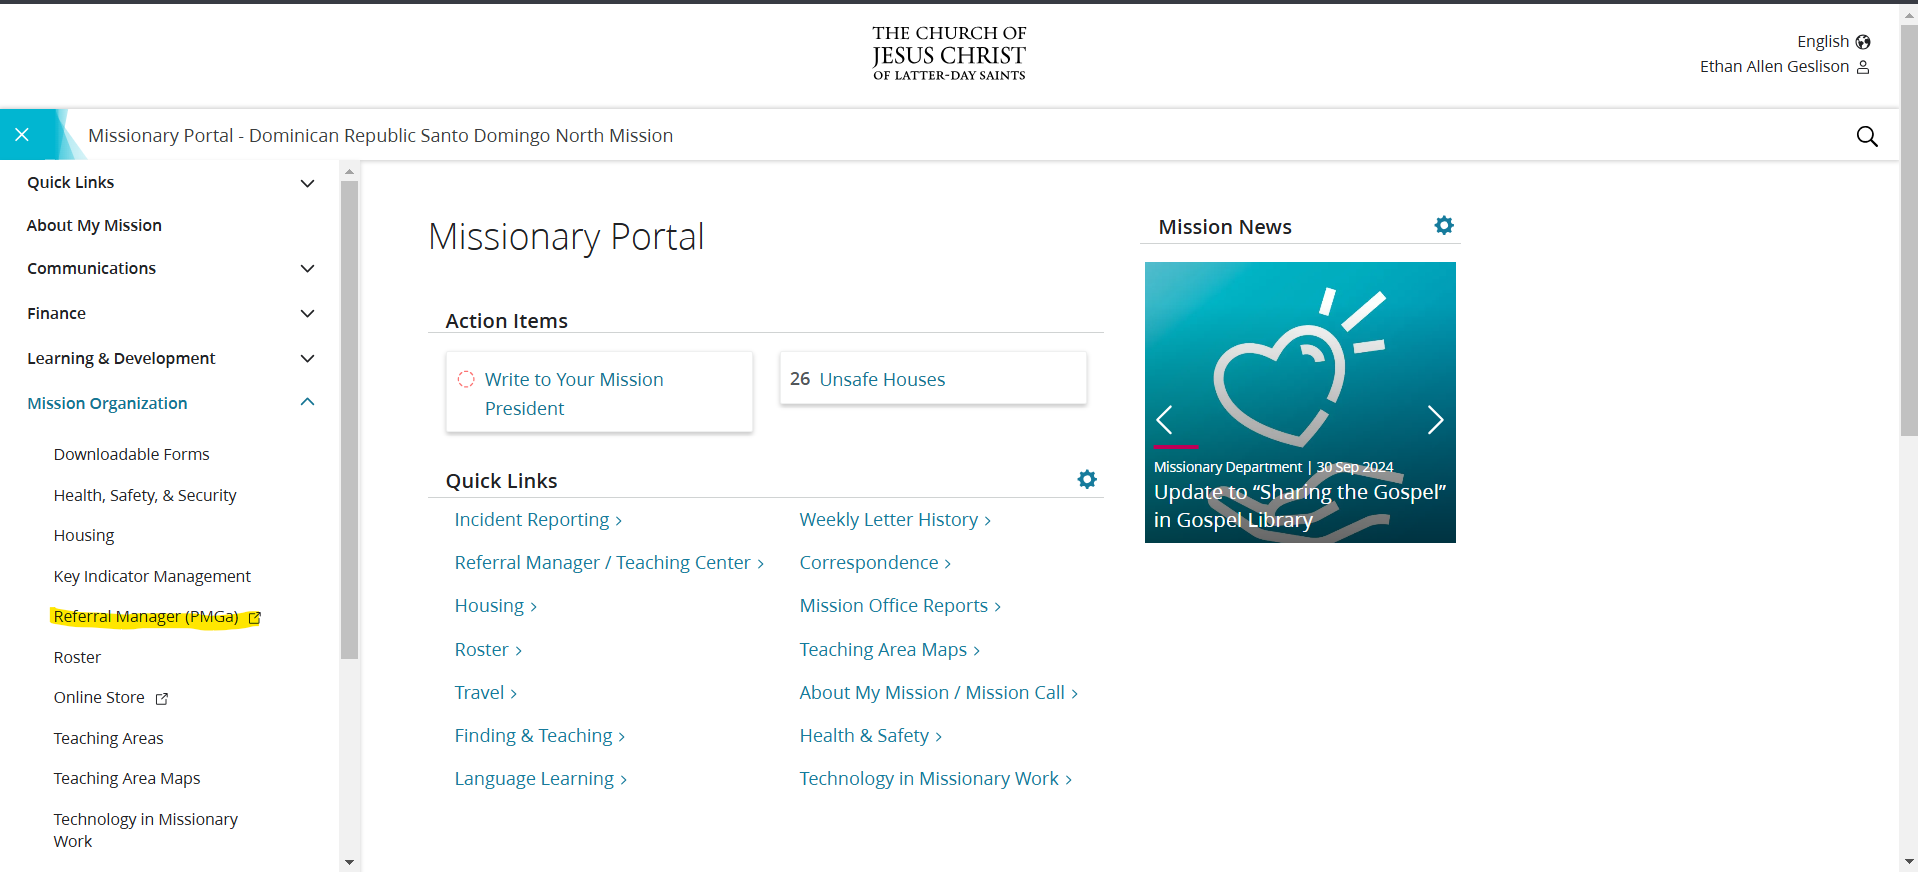 THE CHURCH OF
JESUS CHRIST
OF LATTER-DAY SAINTS
English
Ethan Allen Geslison
Missionary Portal - Dominican Republic Santo Domingo North Mission
Quick Links
About My Mission
Communications
Finance
Learning & Development
Mission Organization
Downloadable Forms
Health, Safety, & Security
Housing
Key Indicator Management
Referral Manager (PMGa)
Roster
Online Store
Teaching Areas
Teaching Area Maps
Technology in Missionary
Work
Missionary Portal
Action Items
Write to Your Mission
President
26 Unsafe Houses
Quick Links
Incident Reporting
Referral Manager / Teaching Center
Housing
Roster
Travel
Finding & Teaching
Language Learning
Weekly Letter History
Correspondence
Mission Office Reports
Teaching Area Maps
About My Mission / Mission Call
Health & Safety
Technology in Missionary Work
Mission News
Missionary Department | 30 Sep 2024
Update to “Sharing the Gospel”
in Gospel Library